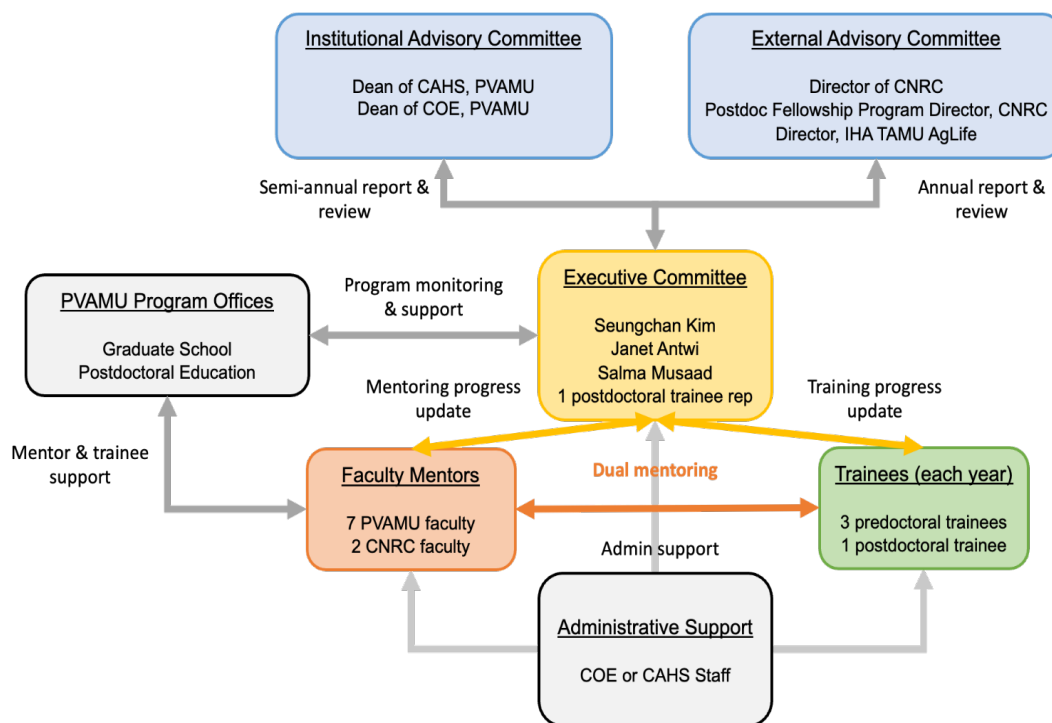 Institutional Advisory Committee
Dean of CAHS, PVAMU
Dean of COE, PVAMU
External Advisory Committee
Director of CNRC
Postdoc Fellowship Program Director, CNRC
Director, IHA TAMU AgLife
Semi-annual report &
review
Annual report &
review
Executive Committee
Seungchan Kim
Janet Antwi
Salma Musaad
1 postdoctoral trainee rep
Program monitoring
& support
PVAMU Program Offices
Graduate School
Postdoctoral Education
Mentoring progress
update
Training progress
update
Mentor & trainee
support
Dual mentoring
Faculty Mentors
7 PVAMU faculty
2 CNRC faculty
Trainees (each year)
3 predoctoral trainees
1 postdoctoral trainee
Admin support
Administrative Support
COE or CAHS Staff